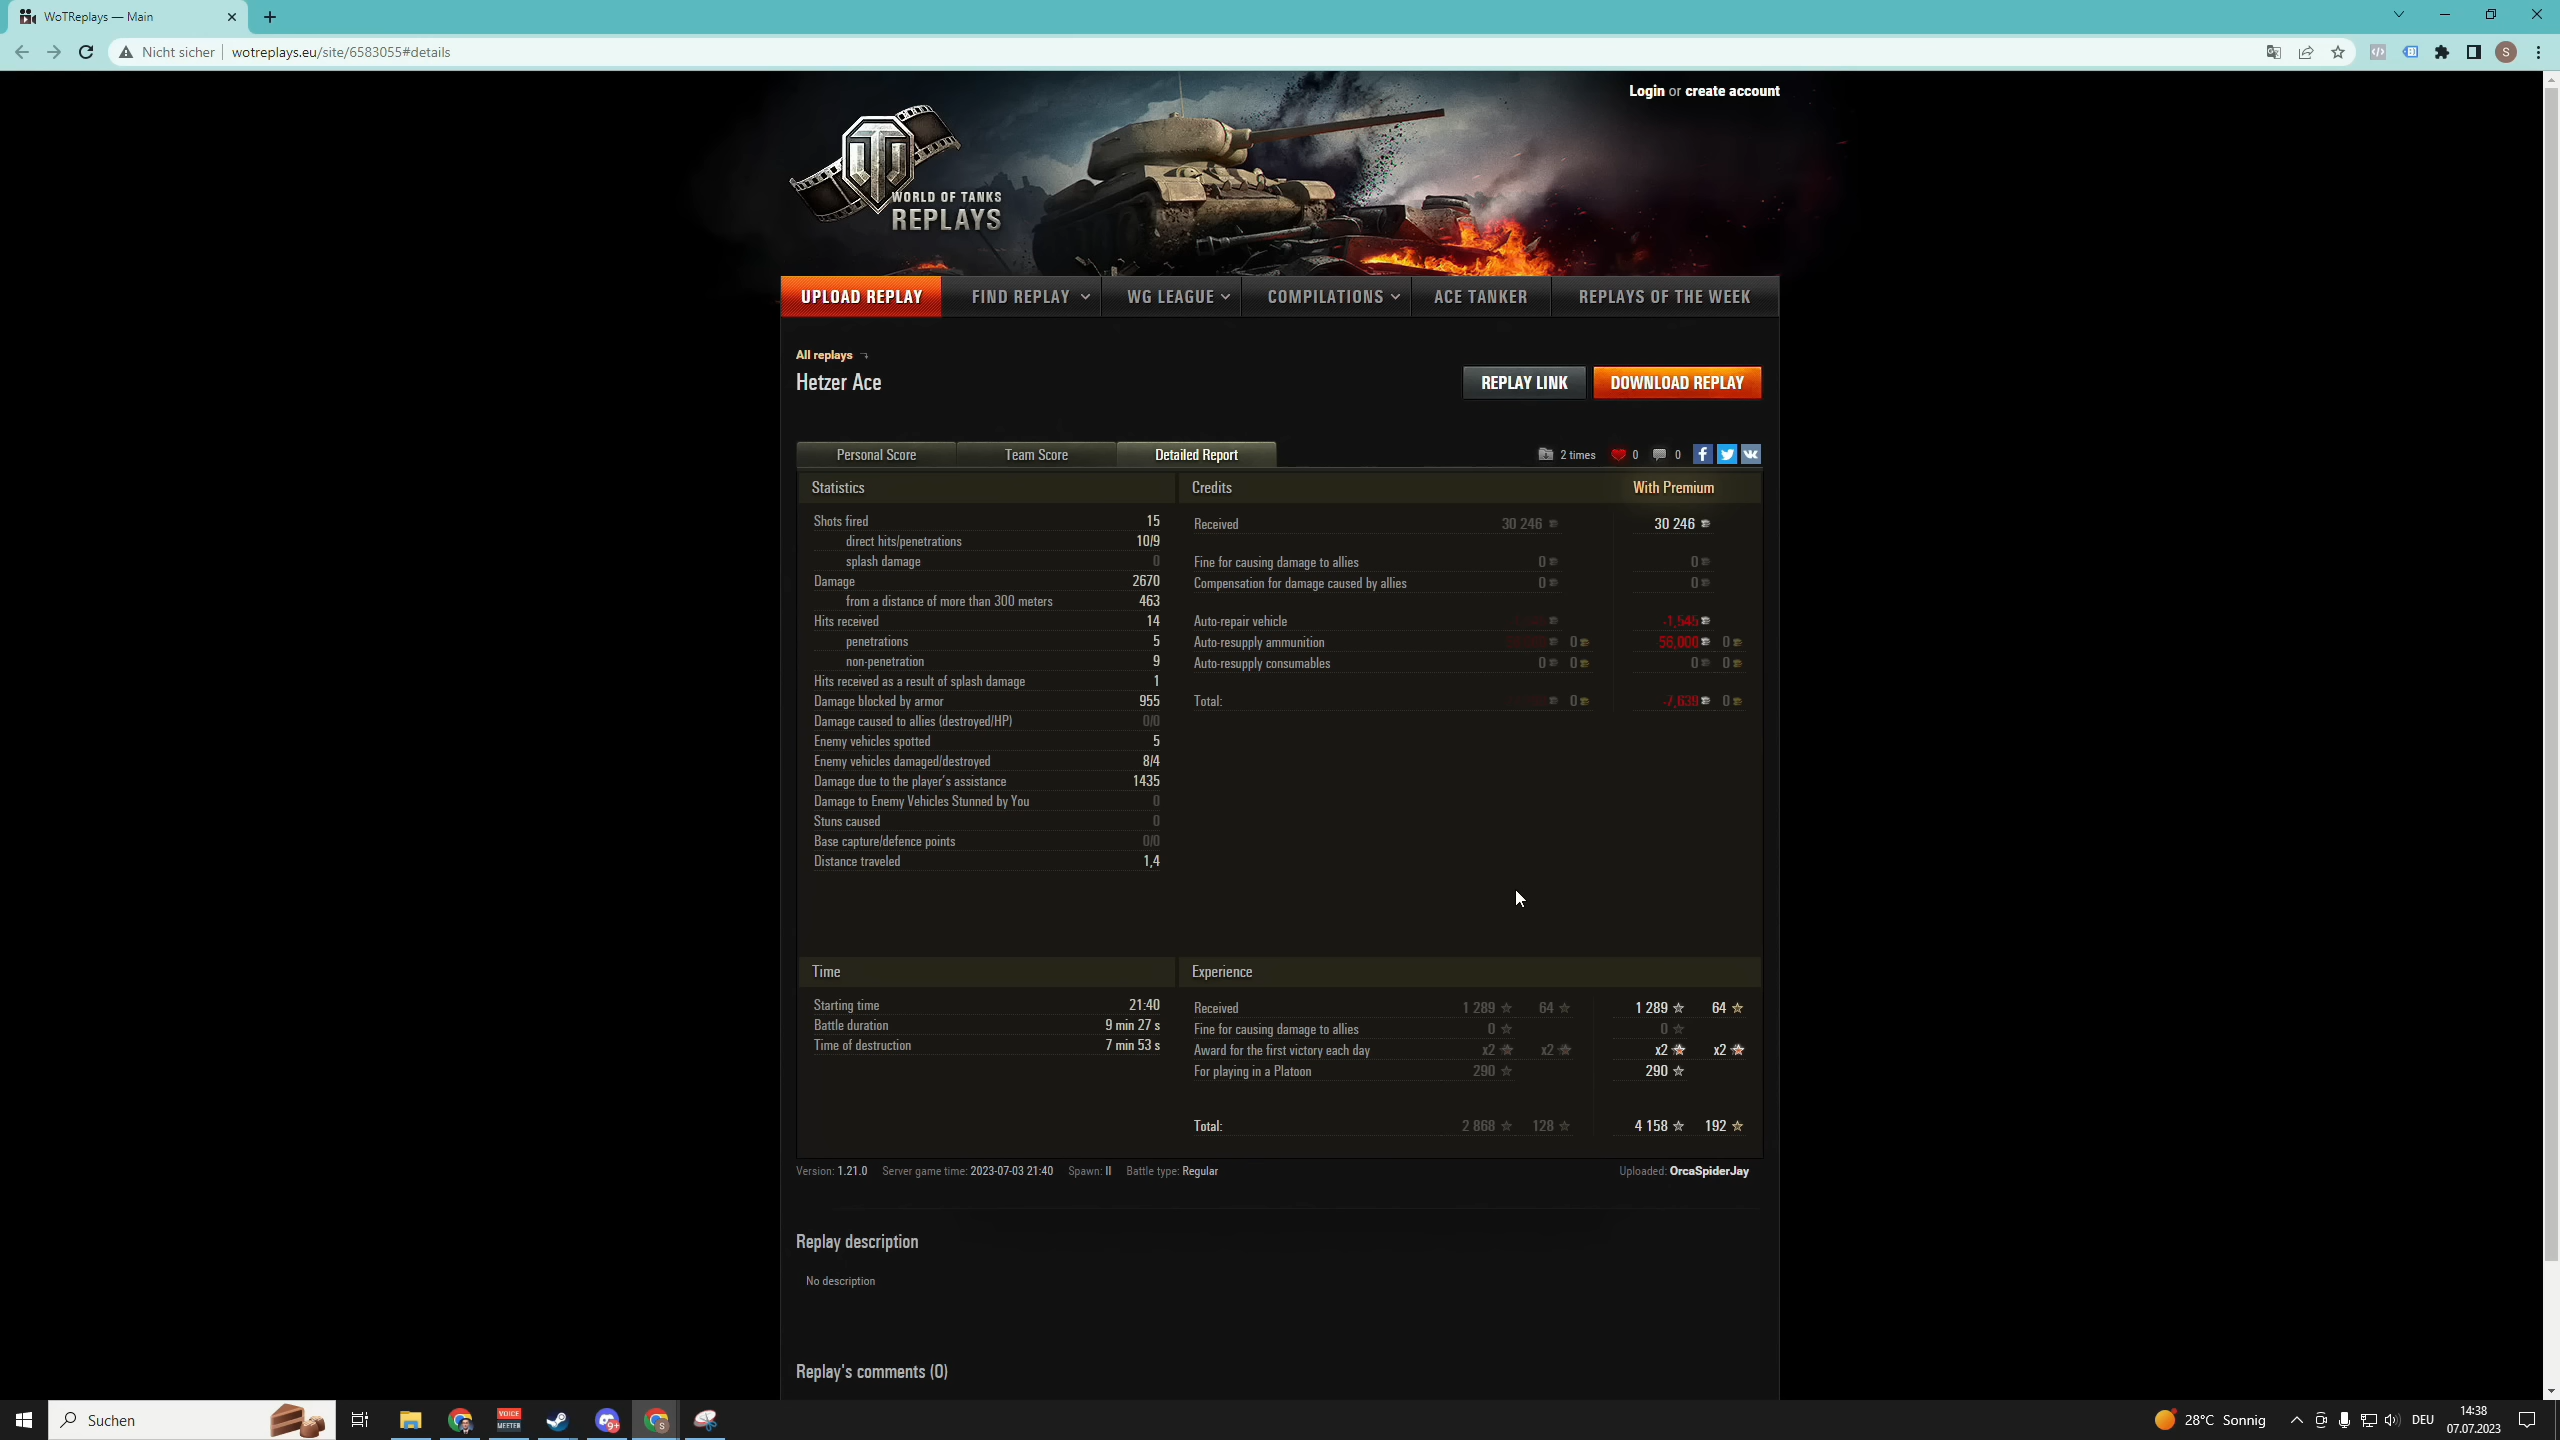 WoTReplays — Main
Nicht sicher
wotreplays.eu/site/6583055#details
S
Login or create account
WORLD OF TANKS
REPLAYS
UPLOAD REPLAY
FIND REPLAY
WG LEAGUE
COMPILATIONS
ACE TANKER
REPLAYS OF THE WEEK
All replays
Hetzer Ace
REPLAY LINK
DOWNLOAD REPLAY
Personal Score
Team Score
Detailed Report
2 times
0
0
Statistics
Shots fired 15
direct hits/penetrations 10/9
splash damage 0
Damage 2670
from a distance of more than 300 meters 463
Hits received 14
penetrations 5
non-penetration 9
Hits received as a result of splash damage 1
Damage blocked by armor 955
Damage caused to allies (destroyed/HP) 0/0
Enemy vehicles spotted 5
Enemy vehicles damaged/destroyed 8/4
Damage due to the player's assistance 1435
Damage to Enemy Vehicles Stunned by You 0
Stuns caused 0
Base capture/defence points 0/0
Distance traveled 1,4
Credits With Premium
Received 30 246 30 246
Fine for causing damage to allies 0 0
Compensation for damage caused by allies 0 0
Auto-repair vehicle -1,545
Auto-resupply ammunition 0 0
Auto-resupply consumables 0 0 0 0
Total: 0 0
Time
Starting time 21:40
Battle duration 9 min 27 s
Time of destruction 7 min 53 s
Experience
Received 1 289 64 1 289 64
Fine for causing damage to allies 0 0
Award for the first victory each day x2 x2 x2 x2
For playing in a Platoon 290 290
Total: 2 868 128 4 158 192
Version: 1.21.0 Server game time: 2023-07-03 21:40 Spawn: II Battle type: Regular
Uploaded: OrcaSpiderJay
Replay description
No description
Replay's comments (0)
Suchen
VOICE
MEETER
9+
S
28°C Sonnig
DEU
14:38
07.07.2023